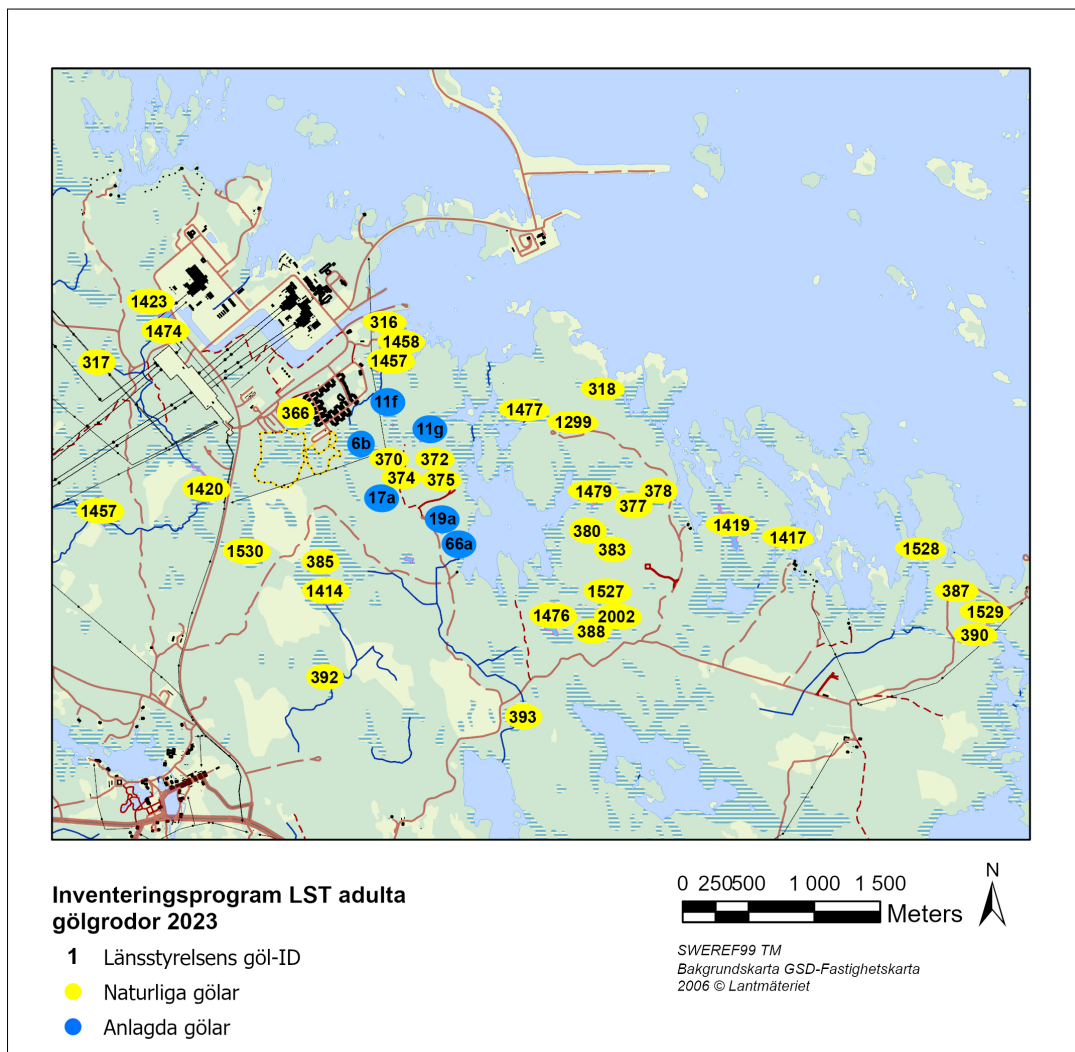 1423
316
1474
1458
317
1457
318
11f
1477
366
1299
11g
6b
370
372
374
375
1420
17a
1479
378
377
1457
19a
1419
380
1417
66a
1530
383
1528
385
1414
1527
387
1529
1476
2002
388
390
392
393
Inventeringsprogram LST adulta
gölgrodor 2023
1 Länsstyrelsens göl-ID
Naturliga gölar
Anlagda gölar
0 250500 1 000 1 500
Meters
N
SWEREF99 TM
Bakgrundskarta GSD-Fastighetskarta
2006 © Lantmäteriet